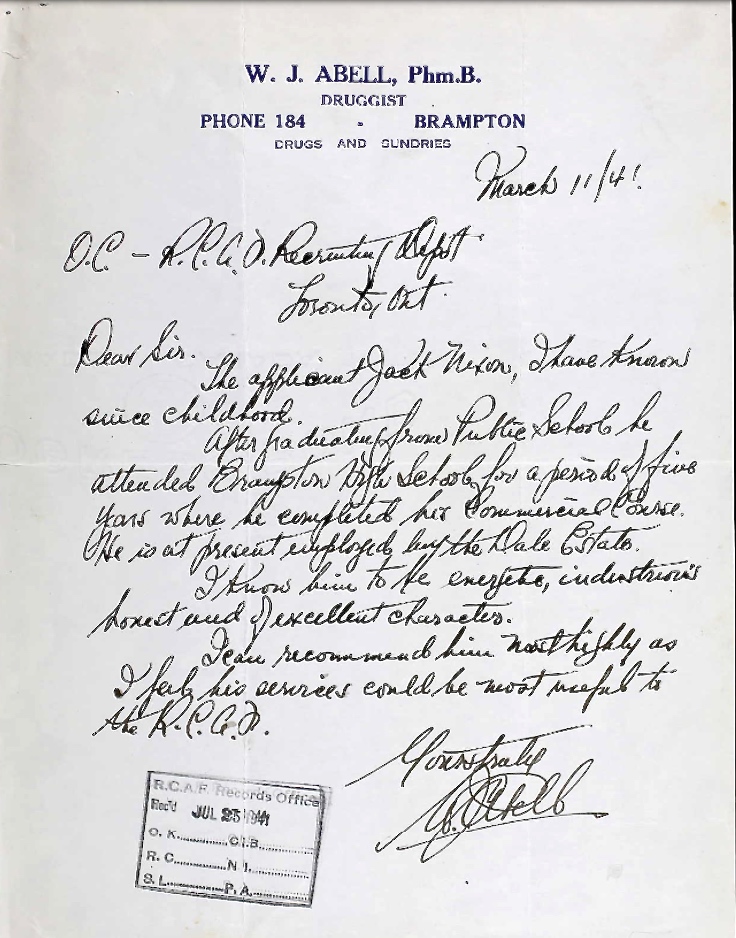 W. J. ABELL, Phm.B.
DRUGGIST
PHONE 184 - BRAMPTON
DRUGS AND SUNDRIES
March 11/41.
O.C. – R.C.A.F. Recruiting Depot
Toronto, Ont.
Dear Sir.
The applicant Jack Nixon, I have known
since childhood.
After graduating from Public School he
attended Brampton High School, for a period of five
years where he completed his Commercial Course.
He is at present employed by the Dale Estate.
I know him to be energetic, industrious
honest and of excellent character.
I can recommend him most highly as
I feel his services could be most useful to
the R.C.A.F.
Yours truly
W. J. Abell
R.C.A.F. Records Office
Rec'd JUL 25 1941
O. K. ............ C.I.B. ............
R. C. ............ N. I. ............
S. L. ............ P. A. ............